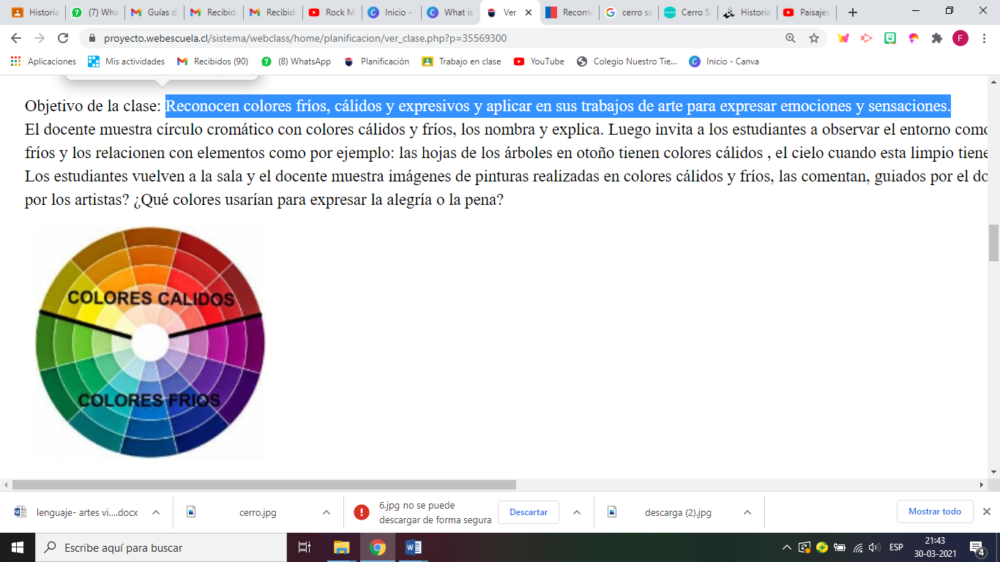 Historia
(7) Wha
Guías d
Recibid
Recibid
Rock M
Inicio -
What is
Ver
Recorric
cerro sa
Cerro S
Historia
Paisajes
proyecto.webescuela.cl/sistema/webclass/home/planificacion/ver_clase.php?p=35569300
F
Aplicaciones
Mis actividades
Recibidos (90)
(8) WhatsApp
Planificación
Trabajo en clase
YouTube
Colegio Nuestro Tie...
Inicio - Canva
Objetivo de la clase: Reconocen colores fríos, cálidos y expresivos y aplicar en sus trabajos de arte para expresar emociones y sensaciones.
El docente muestra círculo cromático con colores cálidos y fríos, los nombra y explica. Luego invita a los estudiantes a observar el entorno como
fríos y los relacionen con elementos como por ejemplo: las hojas de los árboles en otoño tienen colores cálidos , el cielo cuando esta limpio tiene
Los estudiantes vuelven a la sala y el docente muestra imágenes de pinturas realizadas en colores cálidos y fríos, las comentan, guiados por el do
por los artistas? ¿Qué colores usarían para expresar la alegría o la pena?
COLORES CALIDOS
COLORES FRIOS
lenguaje- artes vi....docx
cerro.jpg
6.jpg no se puede
descargar de forma segura
Descartar
descarga (2).jpg
Mostrar todo
Escribe aquí para buscar
ESP
21:43
30-03-2021
4